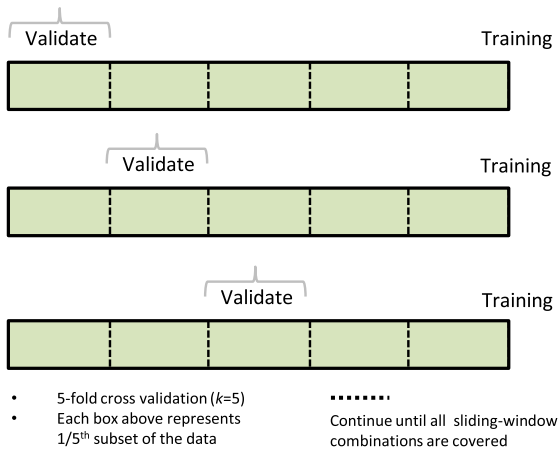 Validate
Training
Validate
Training
Validate
Training
• 5-fold cross validation (k=5)
• Each box above represents
1/5th subset of the data
Continue until all sliding-window
combinations are covered